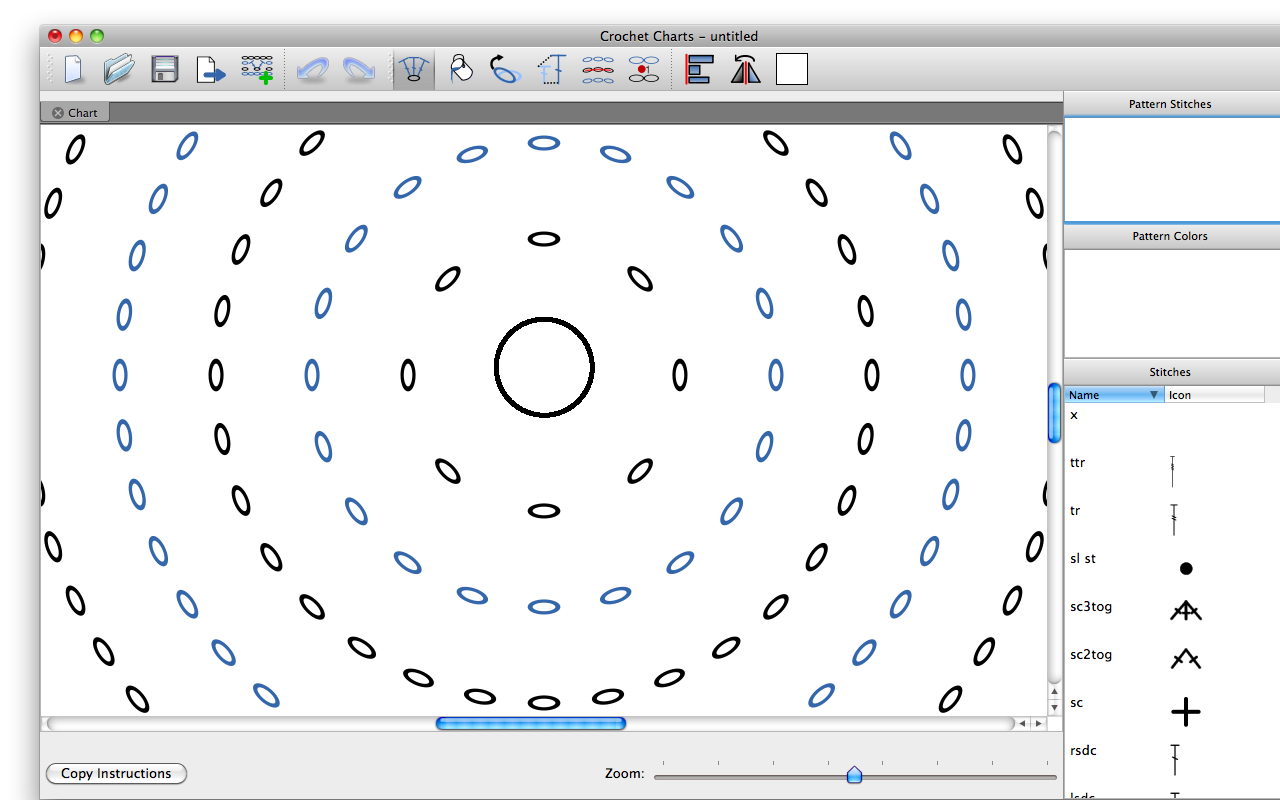 Crochet Charts – untitled
Chart
Pattern Stitches
Pattern Colors
Stitches
Name Icon
x
ttr
tr
sl st
sc3tog
sc2tog
sc
rsdc
lsdc
Copy Instructions
Zoom: